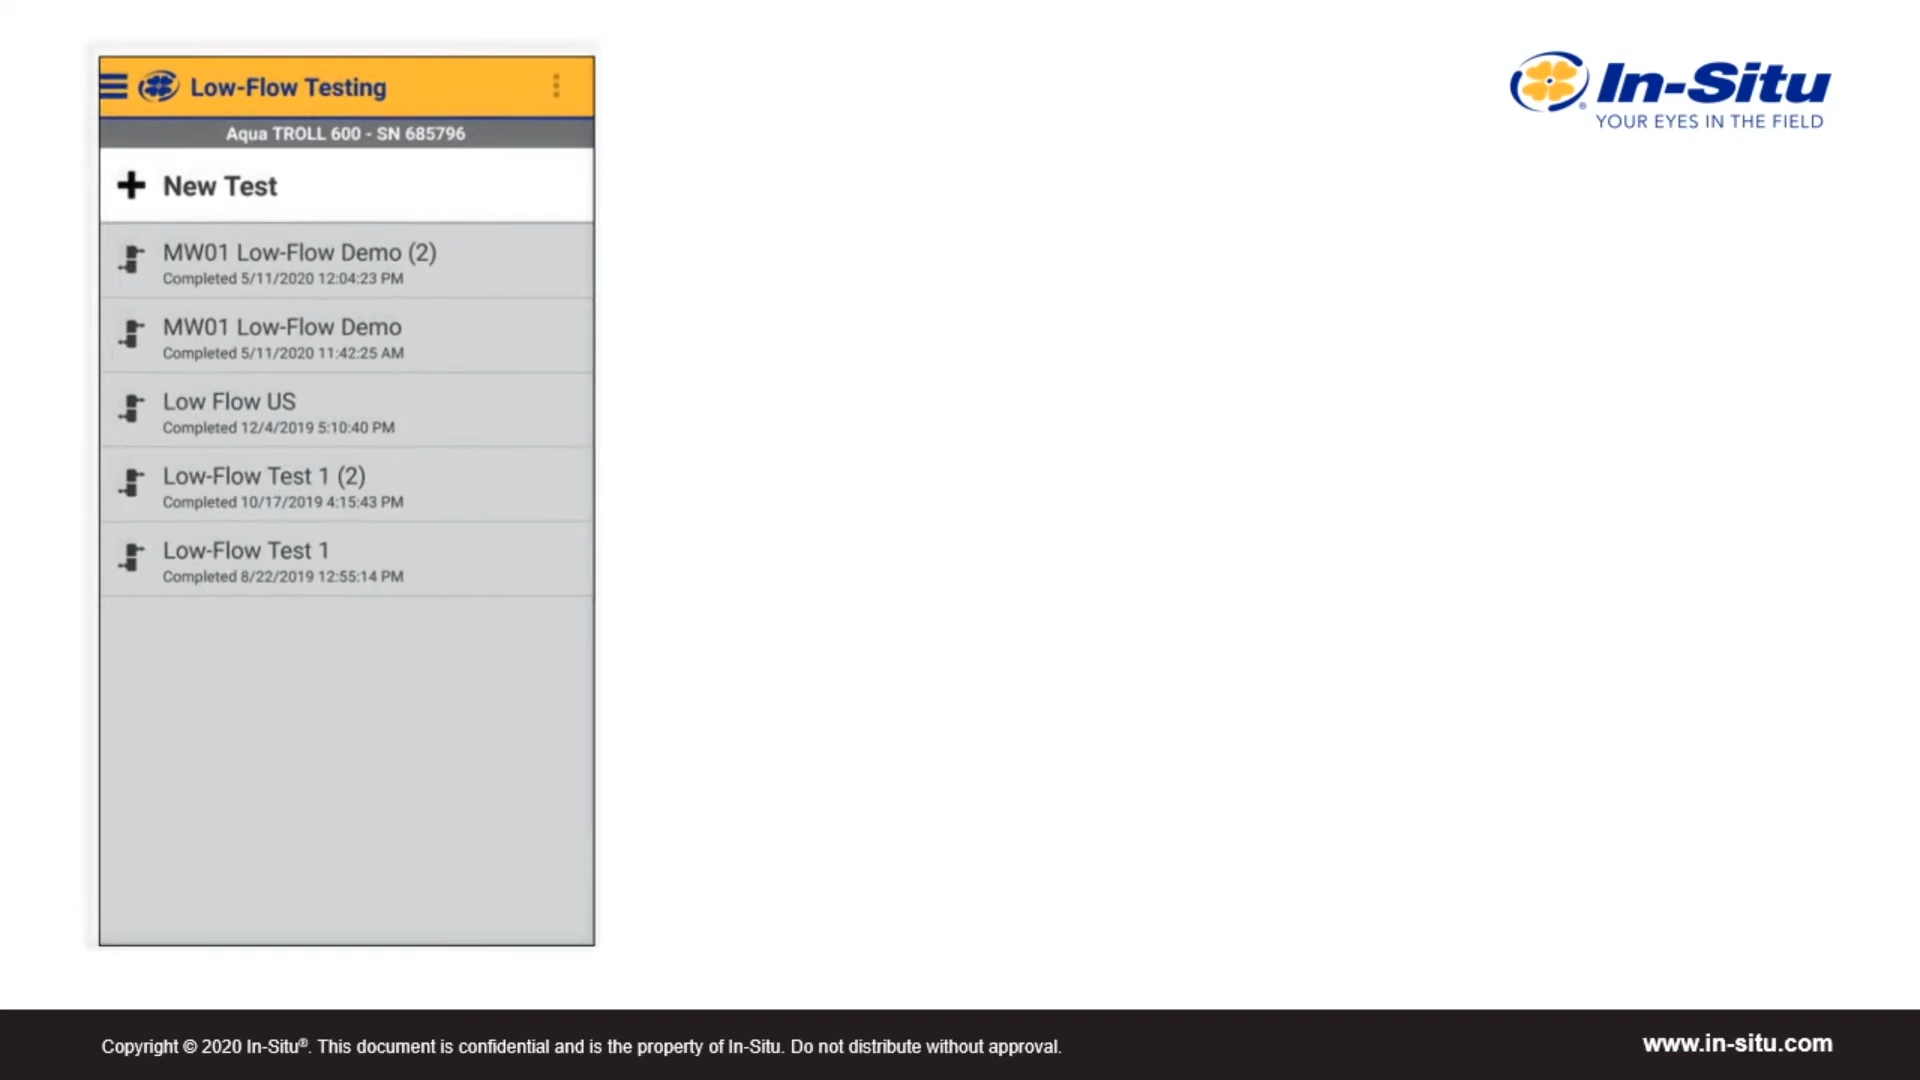 Low-Flow Testing
Aqua TROLL 600 - SN 685796
New Test
MW01 Low-Flow Demo (2)
Completed 5/11/2020 12:04:23 PM
MW01 Low-Flow Demo
Completed 5/11/2020 11:42:25 AM
Low Flow US
Completed 12/4/2019 5:10:40 PM
Low-Flow Test 1 (2)
Completed 10/17/2019 4:15:43 PM
Low-Flow Test 1
Completed 8/22/2019 12:55:14 PM
In-Situ
YOUR EYES IN THE FIELD
Copyright © 2020 In-Situ®. This document is confidential and is the property of In-Situ. Do not distribute without approval.
www.in-situ.com